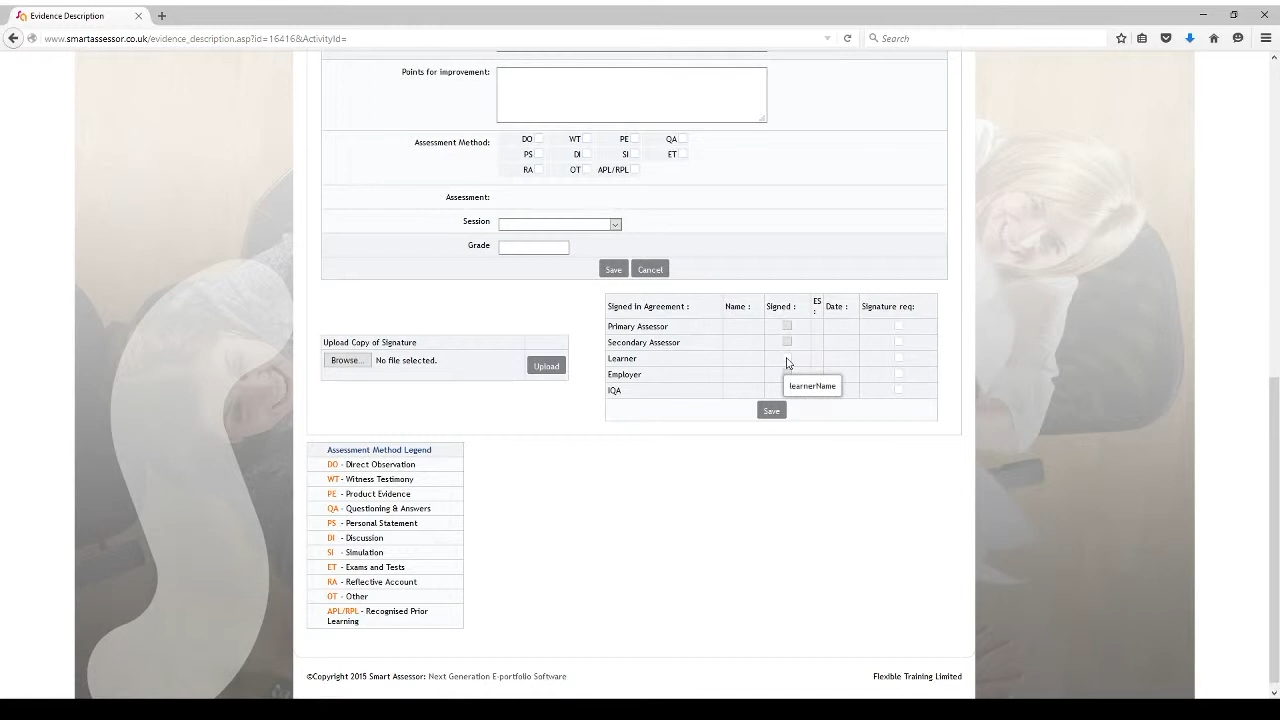 Evidence Description
www.smartassessor.co.uk/evidence_description.asp?id=164168&ActivityId=
Search
Points for improvement:
Assessment Method:
DO WT PE QA
PS DI SI ET
RA OT APL/RPL
Assessment:
Session
Grade
Save Cancel
Signed in Agreement : Name : Signed : ES : Date : Signature req:
Primary Assessor
Upload Copy of Signature
Secondary Assessor
Browse... No file selected. Upload
Learner
Employer
learnerName
IQA
Save
Assessment Method Legend
DO - Direct Observation
WT - Witness Testimony
PE - Product Evidence
QA - Questioning & Answers
PS - Personal Statement
DI - Discussion
SI - Simulation
ET - Exams and Tests
RA - Reflective Account
OT - Other
APL/RPL - Recognised Prior
Learning
©Copyright 2015 Smart Assessor: Next Generation E-portfolio Software
Flexible Training Limited